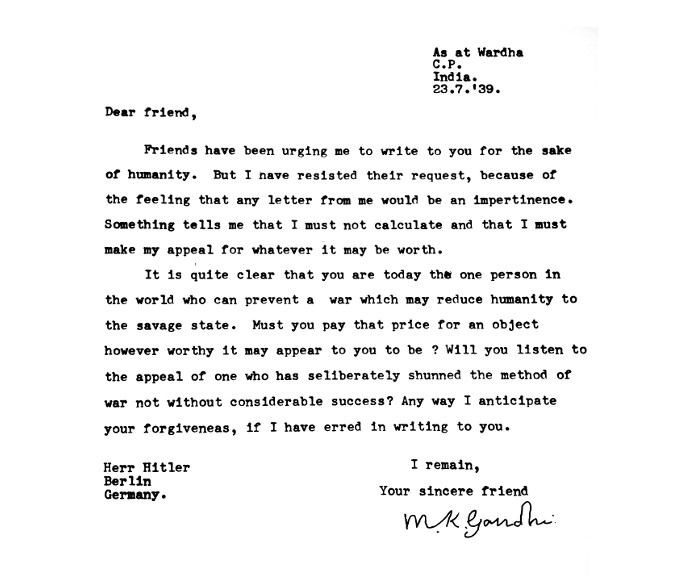 As at Wardha
C.P.
India.
23.7.'39.
Dear friend,
Friends have been urging me to write to you for the sake
of humanity. But I nave resisted their request, because of
the feeling that any letter from me would be an impertinence.
Something tells me that I must not calculate and that I must
make my appeal for whatever it may be worth.
It is quite clear that you are today the one person in
the world who can prevent a war which may reduce humanity to
the savage state. Must you pay that price for an object
however worthy it may appear to you to be ? Will you listen to
the appeal of one who has seliberately shunned the method of
war not without considerable success? Any way I anticipate
your forgiveneas, if I have erred in writing to you.
Herr Hitler
Berlin
Germany.
I remain,
Your sincere friend
M.K.Gandhi